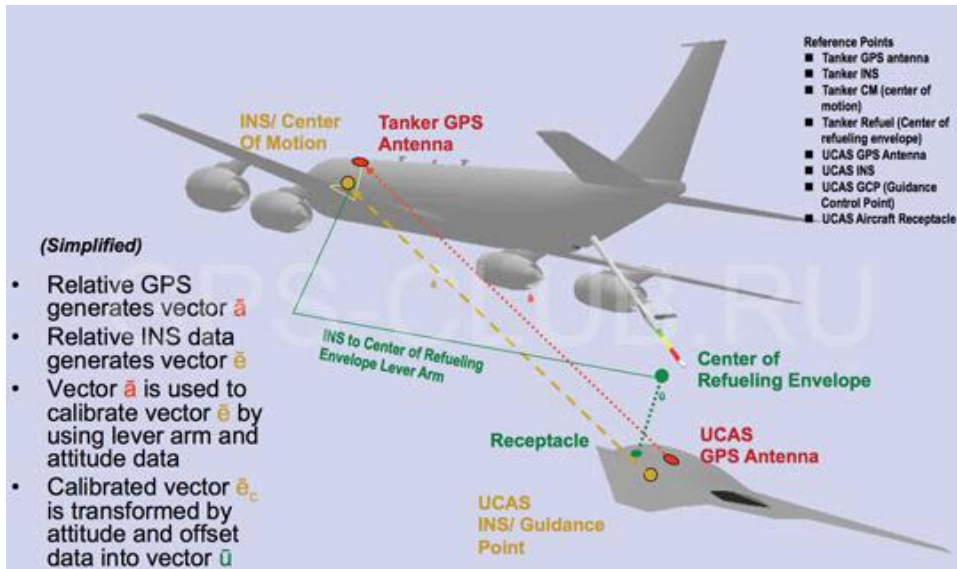 Reference Points
■ Tanker GPS antenna
■ Tanker INS
■ Tanker CM (center of
motion)
■ Tanker Refuel (Center of
refueling envelope)
■ UCAS GPS Antenna
■ UCAS INS
■ UCAS GCP (Guidance
Control Point)
■ UCAS Aircraft Receptacle
INS/ Center
Of Motion
Tanker GPS
Antenna
(Simplified)
• Relative GPS
generates vector ā
• Relative INS data
generates vector ē
• Vector ā is used to
calibrate vector ē by
using lever arm and
attitude data
• Calibrated vector ēc
is transformed by
attitude and offset
data into vector ū
INS to Center of Refueling
Envelope Lever Arm
Center of
Refueling Envelope
Receptacle
UCAS
GPS Antenna
UCAS
INS/ Guidance
Point
GPS-CLUB.RU